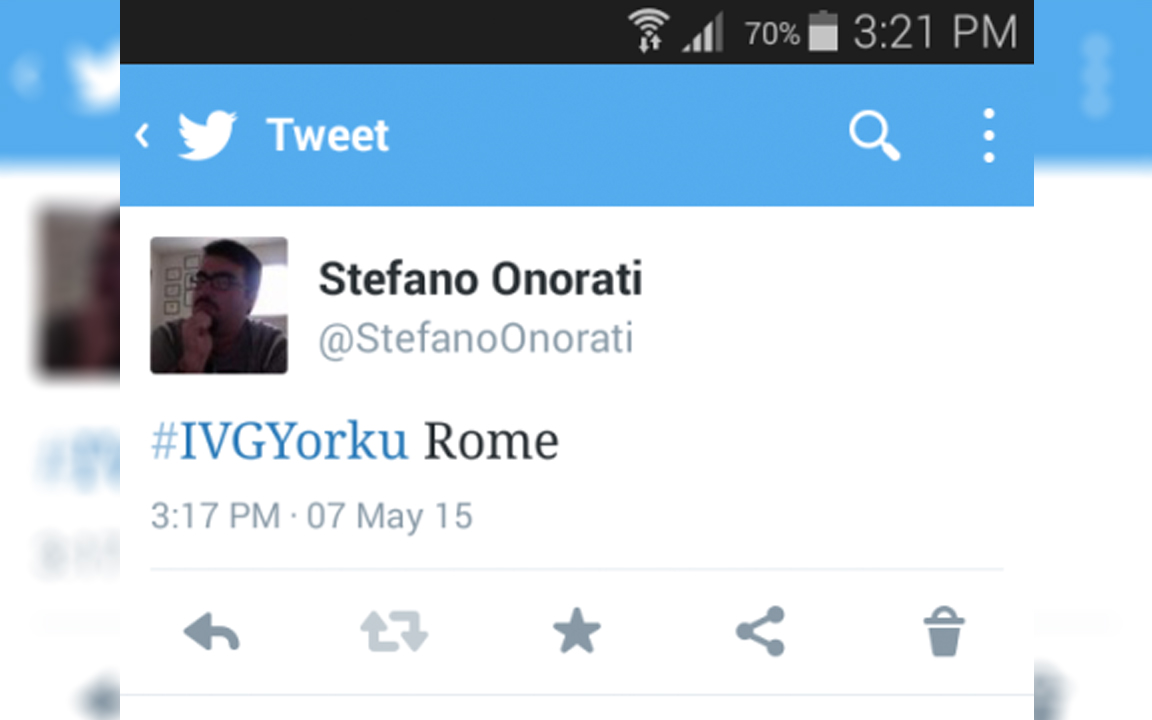 70% 3:21 PM
Tweet
Stefano Onorati
@StefanoOnorati
#IVGYorku Rome
3:17 PM · 07 May 15